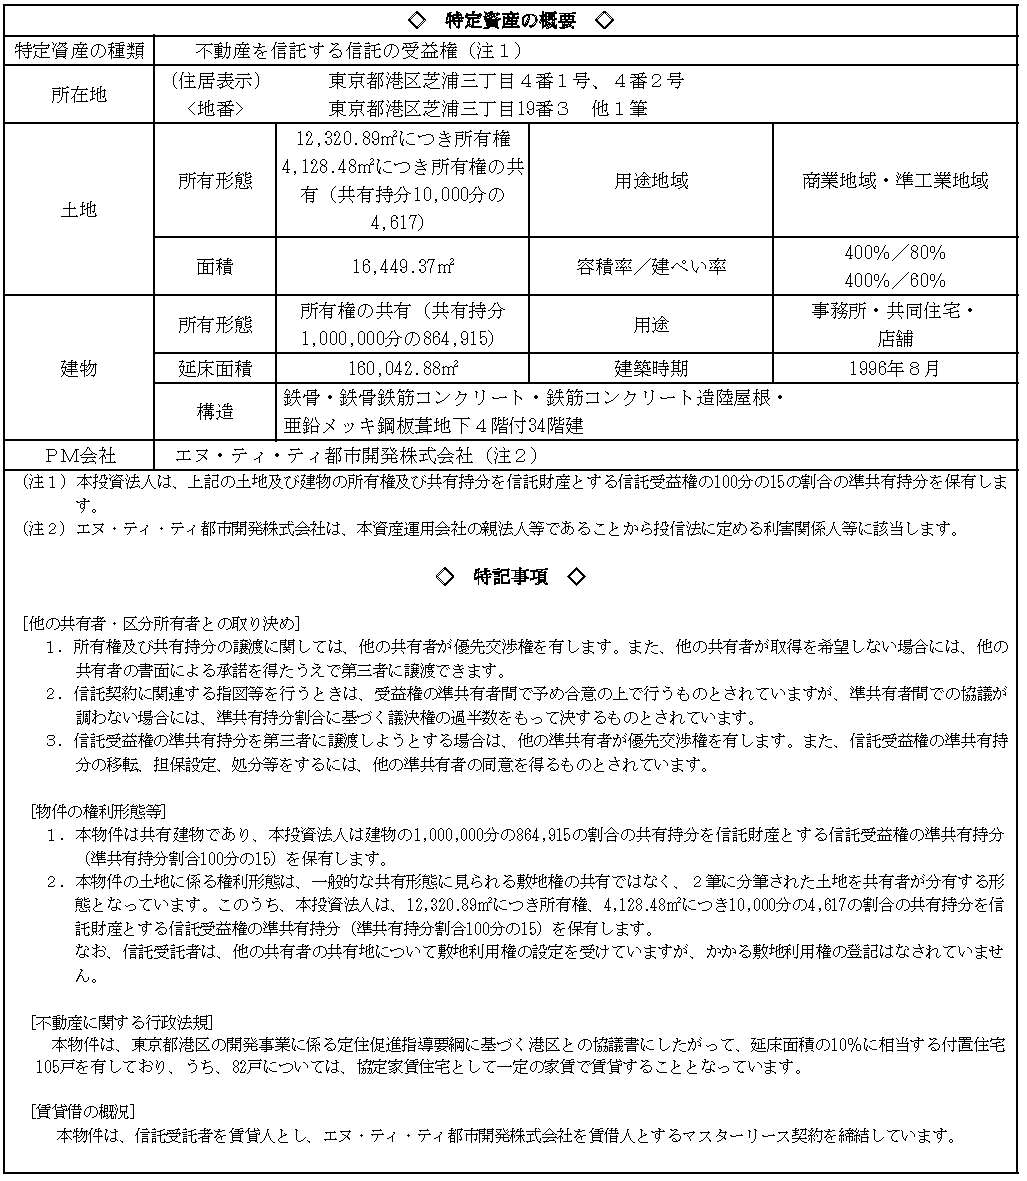 ◇ 特定資産の概要 ◇
特定資産の種類 不動産を信託する信託の受益権（注１）
所在地
（住居表示） 東京都港区芝浦三丁目４番１号、４番２号
<地番> 東京都港区芝浦三丁目19番３ 他１筆
土地
所有形態
12,320.89㎡につき所有権
4,128.48㎡につき所有権の共
有（共有持分10,000分の
4,617）
用途地域
商業地域・準工業地域
面積
16,449.37㎡
容積率／建ぺい率
400%／80%
400%／60%
建物
所有形態
所有権の共有（共有持分
1,000,000分の864,915）
用途
事務所・共同住宅・
店舗
延床面積
160,042.88㎡
建築時期
1996年８月
構造
鉄骨・鉄骨鉄筋コンクリート・鉄筋コンクリート造陸屋根・
亜鉛メッキ鋼板葺地下４階付34階建
ＰＭ会社 エヌ・ティ・ティ都市開発株式会社（注２）
（注１）本投資法人は、上記の土地及び建物の所有権及び共有持分を信託財産とする信託受益権の100分の15の割合の準共有持分を保有しま
す。
（注２）エヌ・ティ・ティ都市開発株式会社は、本資産運用会社の親法人等であることから投信法に定める利害関係人等に該当します。
◇ 特記事項 ◇
[他の共有者・区分所有者との取り決め]
１．所有権及び共有持分の譲渡に関しては、他の共有者が優先交渉権を有します。また、他の共有者が取得を希望しない場合には、他の
共有者の書面による承諾を得たうえで第三者に譲渡できます。
２．信託契約に関連する指図等を行うときは、受益権の準共有者間で予め合意の上で行うものとされていますが、準共有者間での協議が
調わない場合には、準共有持分割合に基づく議決権の過半数をもって決するものとされています。
３．信託受益権の準共有持分を第三者に譲渡しようとする場合は、他の準共有者が優先交渉権を有します。また、信託受益権の準共有持
分の移転、担保設定、処分等をするには、他の準共有者の同意を得るものとされています。
[物件の権利形態等]
１．本物件は共有建物であり、本投資法人は建物の1,000,000分の864,915の割合の共有持分を信託財産とする信託受益権の準共有持分
（準共有持分割合100分の15）を保有します。
２．本物件の土地に係る権利形態は、一般的な共有形態に見られる敷地権の共有ではなく、２筆に分筆された土地を共有者が分有する形
態となっています。このうち、本投資法人は、12,320.89㎡につき所有権、4,128.48㎡につき10,000分の4,617の割合の共有持分を信
託財産とする信託受益権の準共有持分（準共有持分割合100分の15）を保有します。
なお、信託受託者は、他の共有者の共有地について敷地利用権の設定を受けていますが、かかる敷地利用権の登記はなされていませ
ん。
[不動産に関する行政法規]
本物件は、東京都港区の開発事業に係る定住促進指導要綱に基づく港区との協議書にしたがって、延床面積の10％に相当する付置住宅
105戸を有しており、うち、82戸については、協定家賃住宅として一定の家賃で賃貸することとなっています。
[賃貸借の概況]
本物件は、信託受託者を賃貸人とし、エヌ・ティ・ティ都市開発株式会社を賃借人とするマスターリース契約を締結しています。